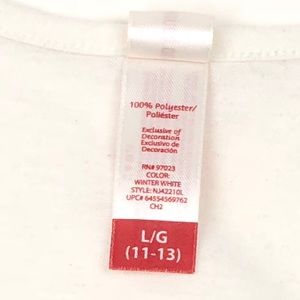 100% Polyester/
Poliéster
Exclusive of
Decoration
Exclusivo de
Decoración
RN# 97023
COLOR:
WINTER WHITE
STYLE: NJ42210L
UPC# 64554569762
CH2
L/G
(11-13)